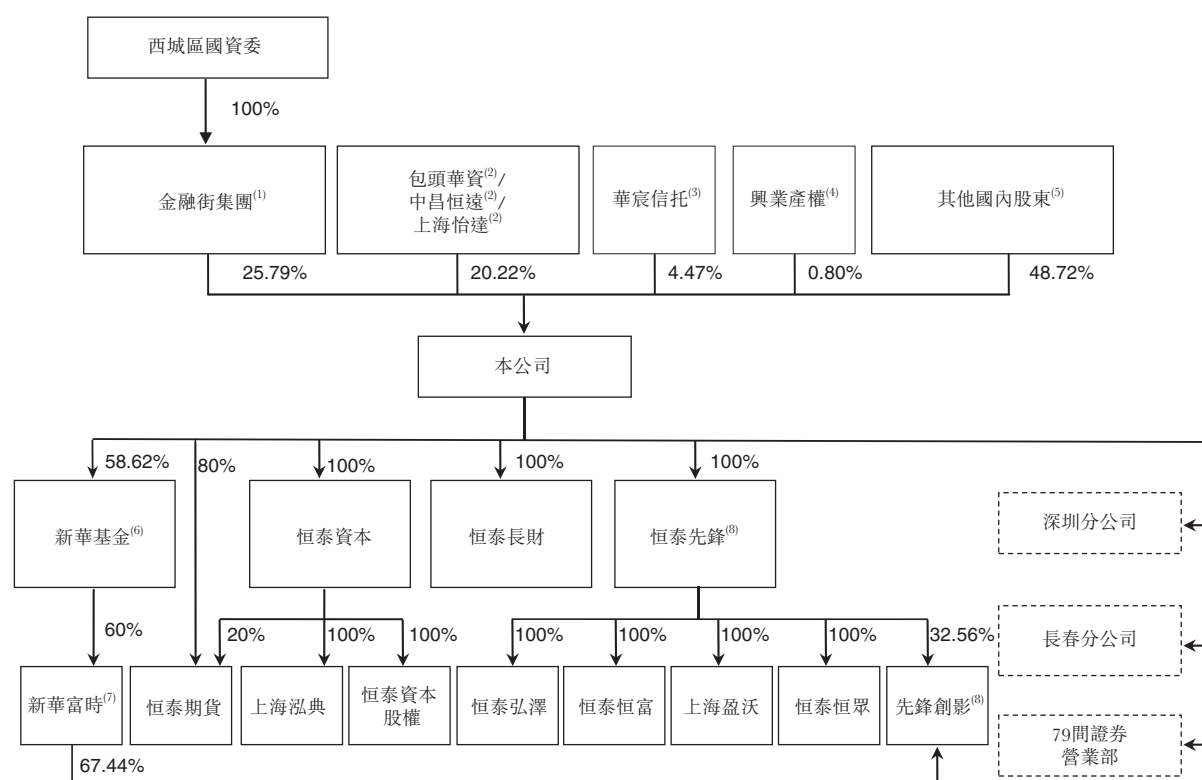 西城區國資委
100%
金融街集團(1)
包頭華資(2)/
中昌恒遠(2)/
上海怡達(2)
華宸信托(3)
興業產權(4)
其他國內股東(5)
25.79%
20.22%
4.47%
0.80%
48.72%
本公司
58.62%
80%
100%
100%
100%
新華基金(6)
恒泰資本
恒泰長財
恒泰先鋒(8)
深圳分公司
60%
20%
100%
100%
100%
100%
100%
100%
32.56%
長春分公司
新華富時(7)
恒泰期貨
上海泓典
恒泰資本
股權
恒泰弘澤
恒泰恒富
上海盈沃
恒泰恒眾
先鋒創影(8)
79間證券
營業部
67.44%